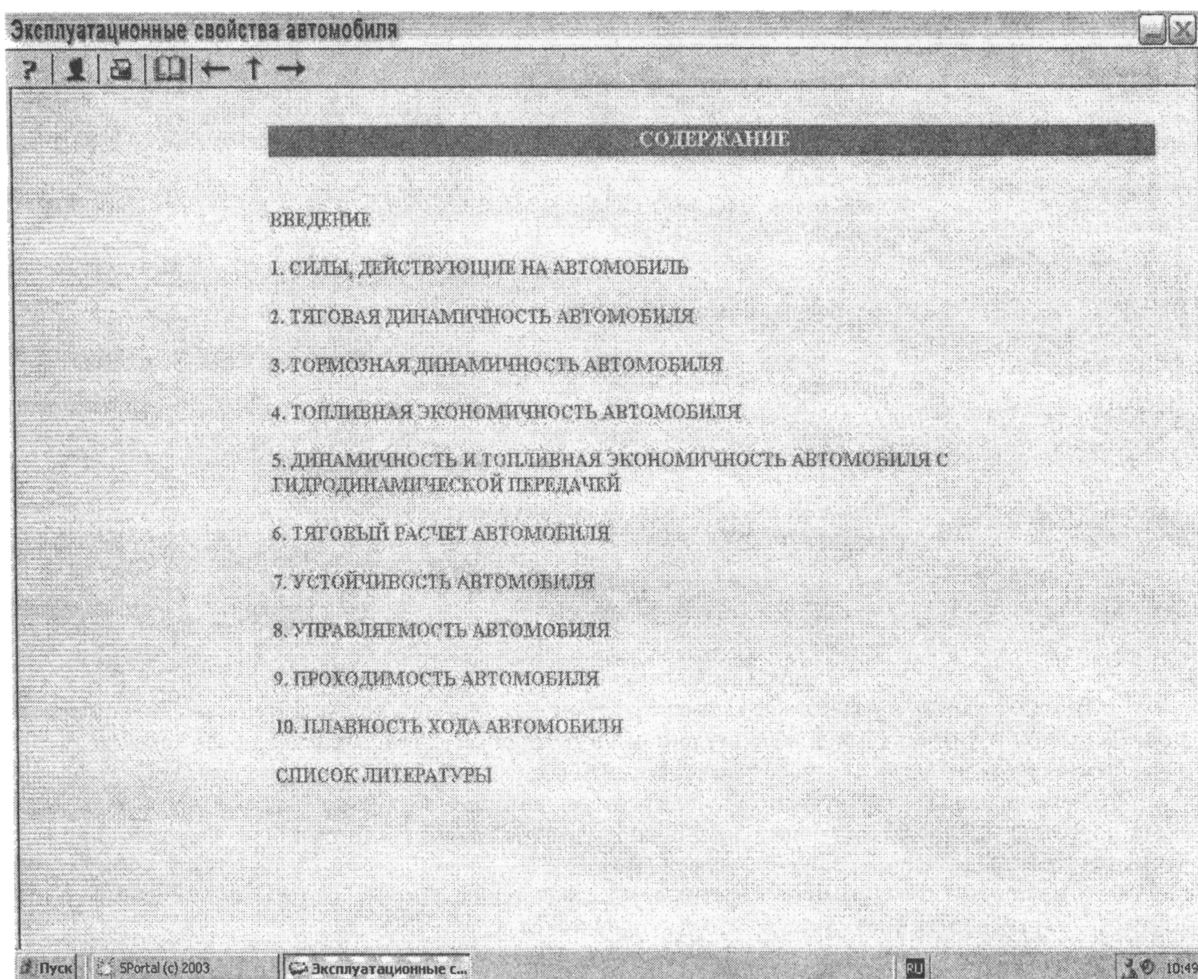 Эксплуатационные свойства автомобиля
?
СОДЕРЖАНИЕ
ВВЕДЕНИЕ
1. СИЛЫ, ДЕЙСТВУЮЩИЕ НА АВТОМОБИЛЬ
2. ТЯГОВАЯ ДИНАМИЧНОСТЬ АВТОМОБИЛЯ
3. ТОРМОЗНАЯ ДИНАМИЧНОСТЬ АВТОМОБИЛЯ
4. ТОПЛИВНАЯ ЭКОНОМИЧНОСТЬ АВТОМОБИЛЯ
5. ДИНАМИЧНОСТЬ И ТОПЛИВНАЯ ЭКОНОМИЧНОСТЬ АВТОМОБИЛЯ С
ГИДРОДИНАМИЧЕСКОЙ ПЕРЕДАЧЕЙ
6. ТЯГОВЫЙ РАСЧЕТ АВТОМОБИЛЯ
7. УСТОЙЧИВОСТЬ АВТОМОБИЛЯ
8. УПРАВЛЯЕМОСТЬ АВТОМОБИЛЯ
9. ПРОХОДИМОСТЬ АВТОМОБИЛЯ
10. ПЛАВНОСТЬ ХОДА АВТОМОБИЛЯ
СПИСОК ЛИТЕРАТУРЫ
Пуск SPortal (c) 2003 Эксплуатационные с... RU 10:49